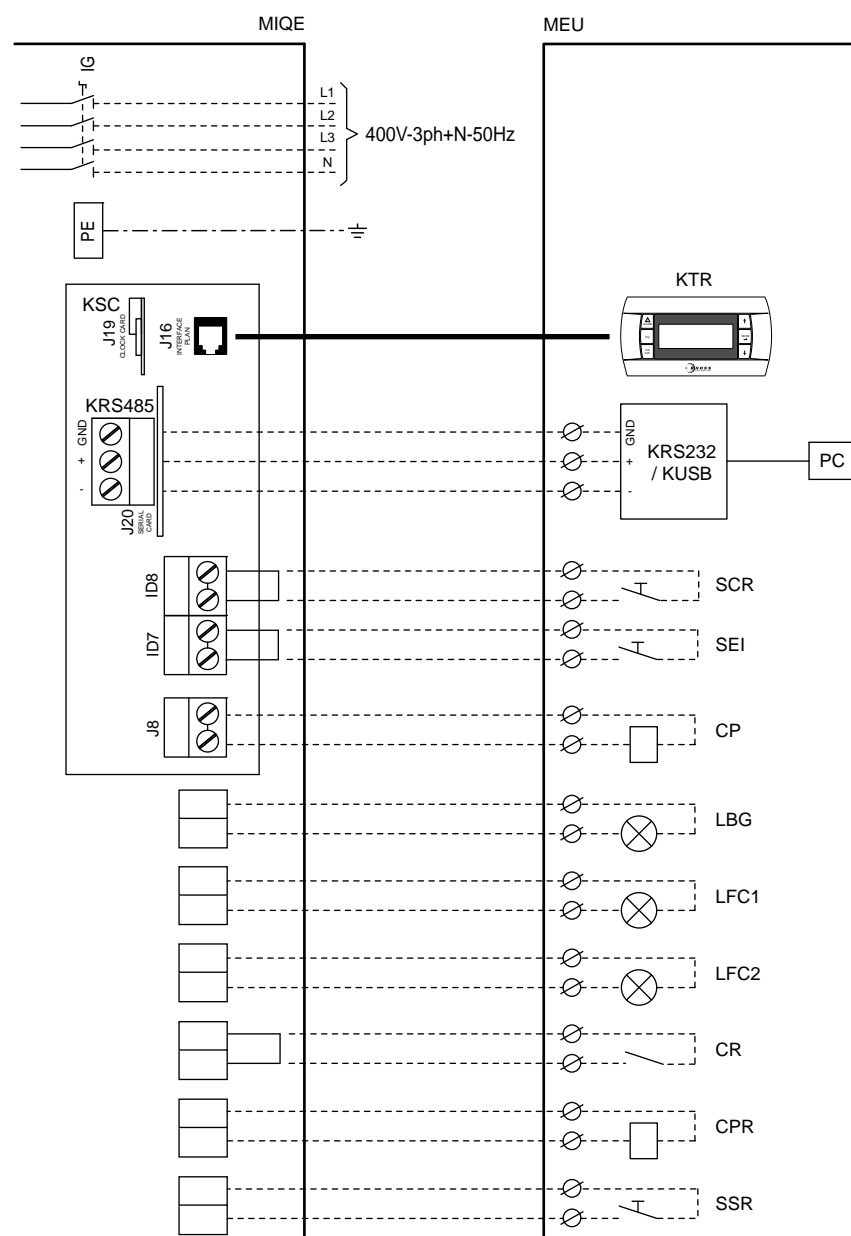 MIQE
MEU
IG
L1
L2
L3
N
400V-3ph+N-50Hz
PE
KSC
J19
CLOCK CARD
J16
INTERFACE
PLAN
KTR
KRS485
GND
+
-
J20
SERIAL
CARD
GND
+
-
KRS232
/ KUSB
PC
ID8
SCR
ID7
SEI
J8
CP
LBG
LFC1
LFC2
CR
CPR
SSR